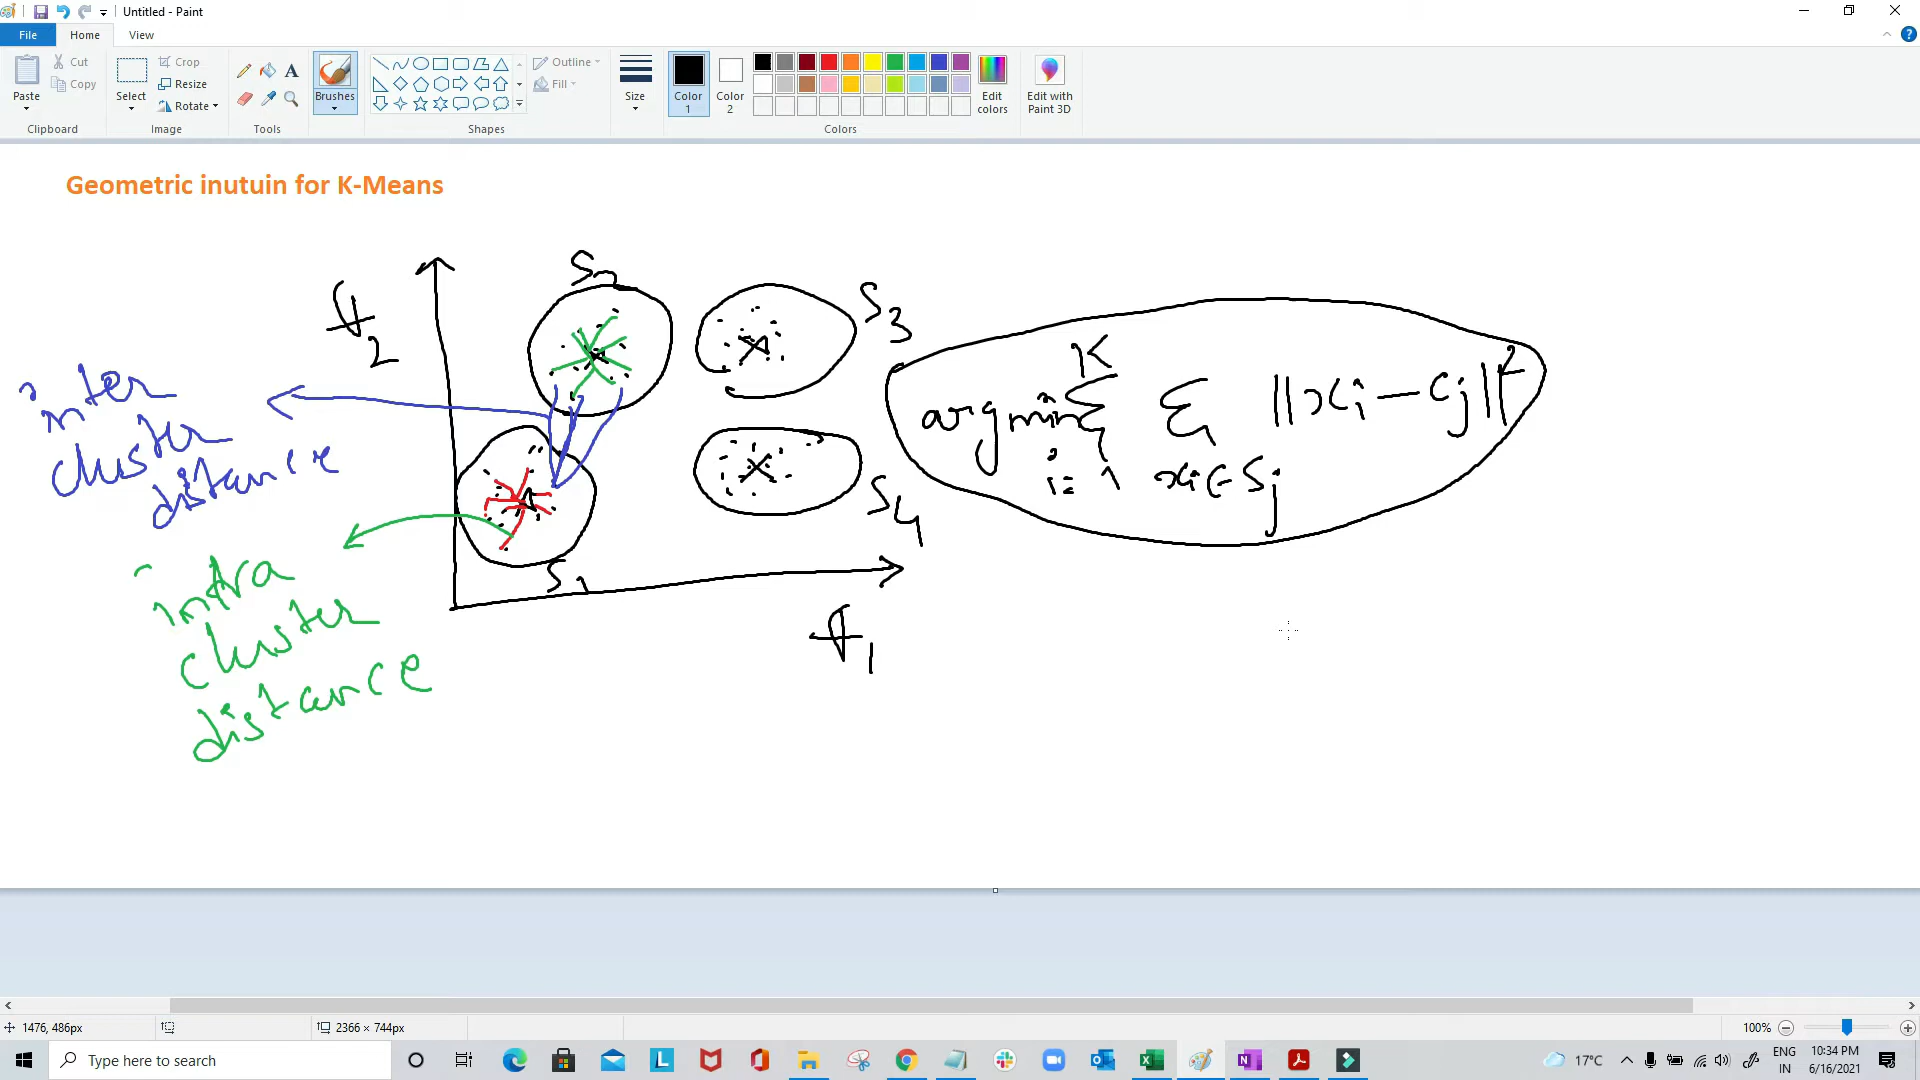 Untitled - Paint
File
Home
View
Paste
Cut
Copy
Clipboard
Select
Crop
Resize
Rotate
Image
Tools
Brushes
Shapes
Outline
Fill
Size
Color 1
Color 2
Colors
Edit colors
Edit with Paint 3D
Geometric inutuin for K-Means
f2
S2
S3
S4
S1
f1
inter
cluster
distance
intra
cluster
distance
K
arg min Σ Σ ||xi - cj||²
i=1 xi ∈ Sj
1476, 486px
2366 × 744px
100%
Type here to search
17°C
ENG
IN
10:34 PM
6/16/2021